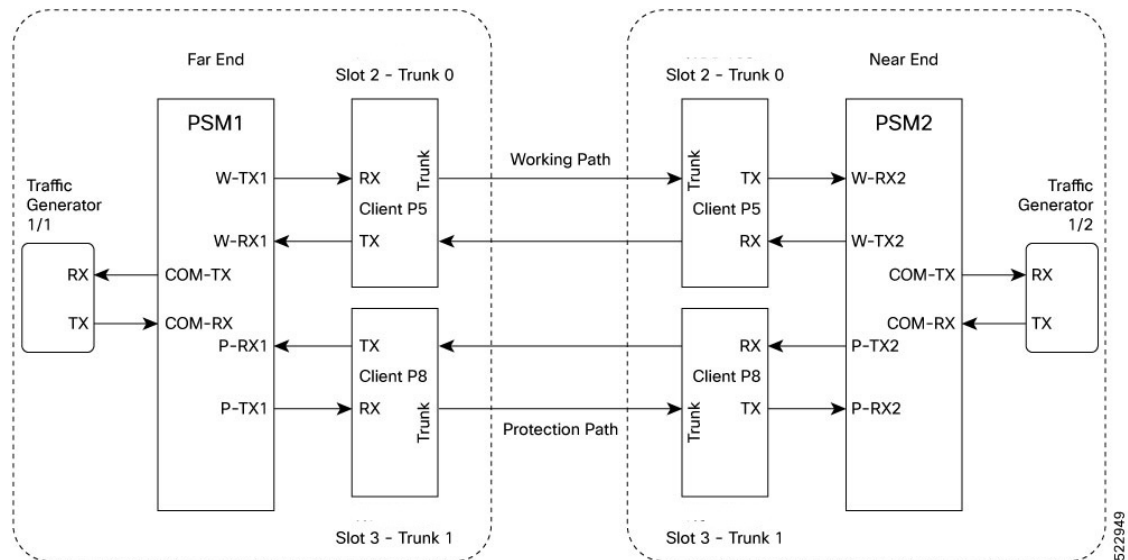 Far End
Slot 2 - Trunk 0
PSM1
Traffic
Generator
1/1
RX
TX
W-TX1
W-RX1
COM-TX
COM-RX
P-RX1
P-TX1
RX
Trunk
Client P5
TX
TX
Client P8
RX
Trunk
Slot 3 - Trunk 1
Working Path
Protection Path
Slot 2 - Trunk 0
Near End
Trunk
TX
Client P5
RX
RX
Client P8
Trunk
TX
Slot 3 - Trunk 1
PSM2
W-RX2
W-TX2
COM-TX
COM-RX
P-TX2
P-RX2
Traffic
Generator
1/2
RX
TX
522949